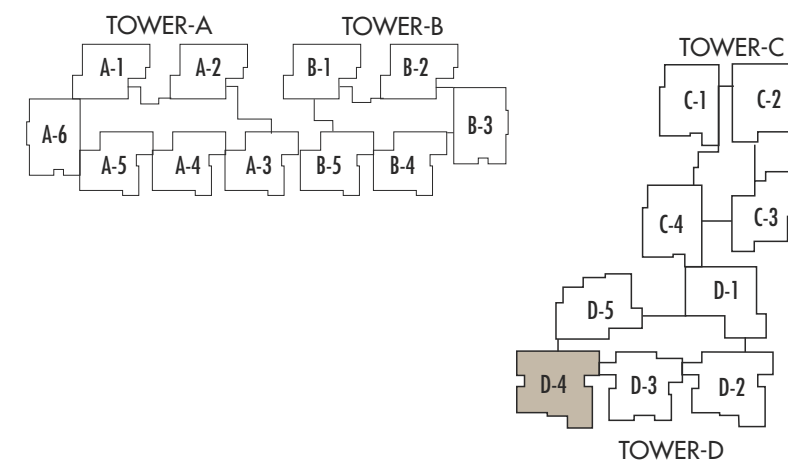 TOWER-A
TOWER-B
A-1
A-2
B-1
B-2
A-6
B-3
A-5
A-4
A-3
B-5
B-4
TOWER-C
C-1
C-2
C-4
C-3
D-1
D-5
D-4
D-3
D-2
TOWER-D